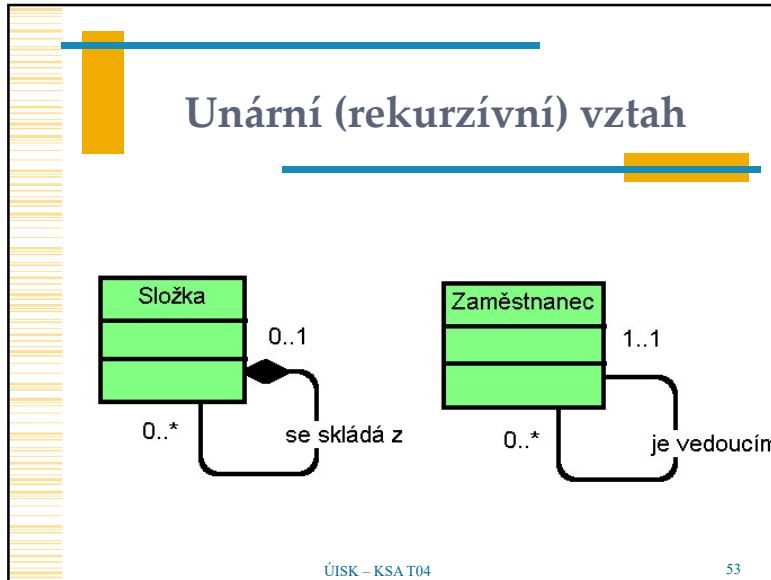 Unární (rekurzívní) vztah
Složka
0..1
0..*
se skládá z
Zaměstnanec
1..1
0..*
je vedoucím
ÚISK – KSA T04
53